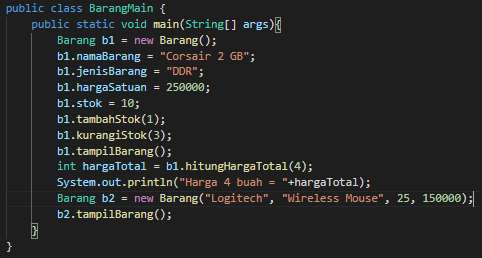 public class BarangMain {
    public static void main(String[] args){
        Barang b1 = new Barang();
        b1.namaBarang = "Corsair 2 GB";
        b1.jenisBarang = "DDR";
        b1.hargaSatuan = 250000;
        b1.stok = 10;
        b1.tambahStok(1);
        b1.kurangiStok(3);
        b1.tampilBarang();
        int hargaTotal = b1.hitungHargaTotal(4);
        System.out.println("Harga 4 buah = "+hargaTotal);
        Barang b2 = new Barang("Logitech", "Wireless Mouse", 25, 150000);
        b2.tampilBarang();
    }
}